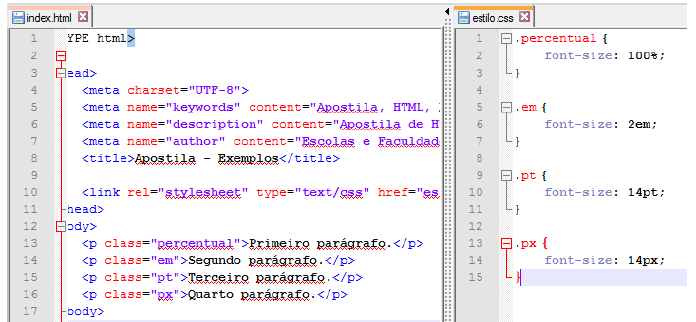 index.html
1 YPE html>
2
3 ead>
4 <meta charset="UTF-8">
5 <meta name="keywords" content="Apostila, HTML,
6 <meta name="description" content="Apostila de H
7 <meta name="author" content="Escolas e Faculdad
8 <title>Apostila - Exemplos</title>
9
10 <link rel="stylesheet" type="text/css" href="es
11 head>
12 ody>
13 <p class="percentual">Primeiro parágrafo.</p>
14 <p class="em">Segundo parágrafo.</p>
15 <p class="pt">Terceiro parágrafo.</p>
16 <p class="px">Quarto parágrafo.</p>
17 body>
estilo.css
1 .percentual {
2 font-size: 100%;
3 }
4
5 .em {
6 font-size: 2em;
7 }
8
9 .pt {
10 font-size: 14pt;
11 }
12
13 .px {
14 font-size: 14px;
15 }